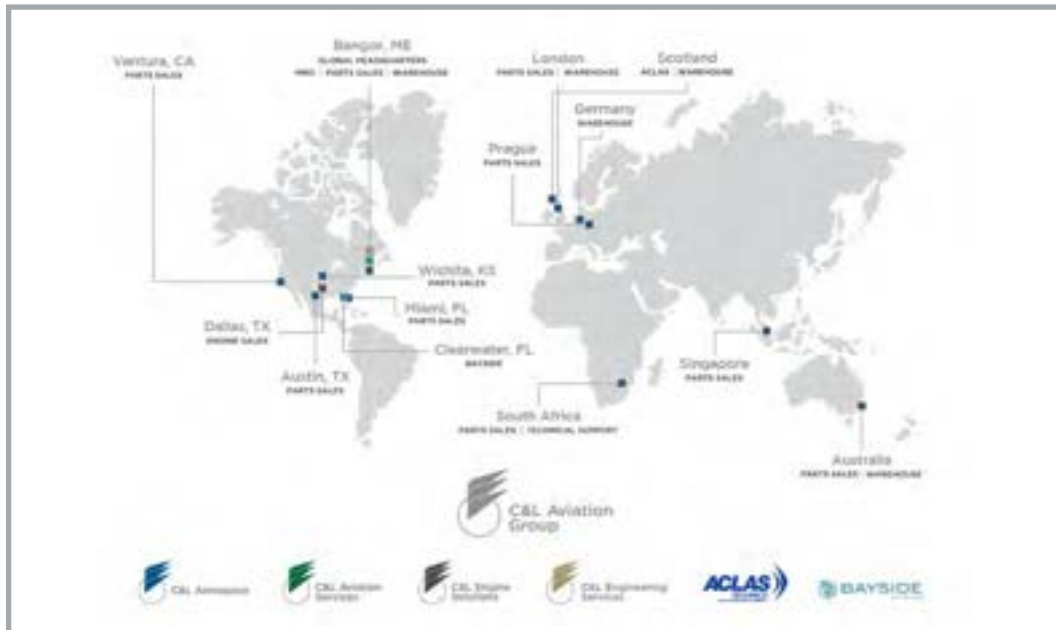 Ventura, CA
PARTS SALES
Bangor, ME
GLOBAL HEADQUARTERS
MRO | PARTS SALES | WAREHOUSE
London
PARTS SALES | WAREHOUSE
Scotland
ACLAS | WAREHOUSE
Germany
WAREHOUSE
Prague
PARTS SALES
Wichita, KS
PARTS SALES
Miami, FL
PARTS SALES
Dallas, TX
ENGINE SALES
Clearwater, FL
BAYSIDE
Austin, TX
PARTS SALES
Singapore
PARTS SALES
South Africa
PARTS SALES | TECHNICAL SUPPORT
Australia
PARTS SALES | WAREHOUSE
C&L Aviation
Group
C&L Aerospace
C&L Aviation
Services
C&L Engine
Solutions
C&L Engineering
Services
ACLAS
BAYSIDE